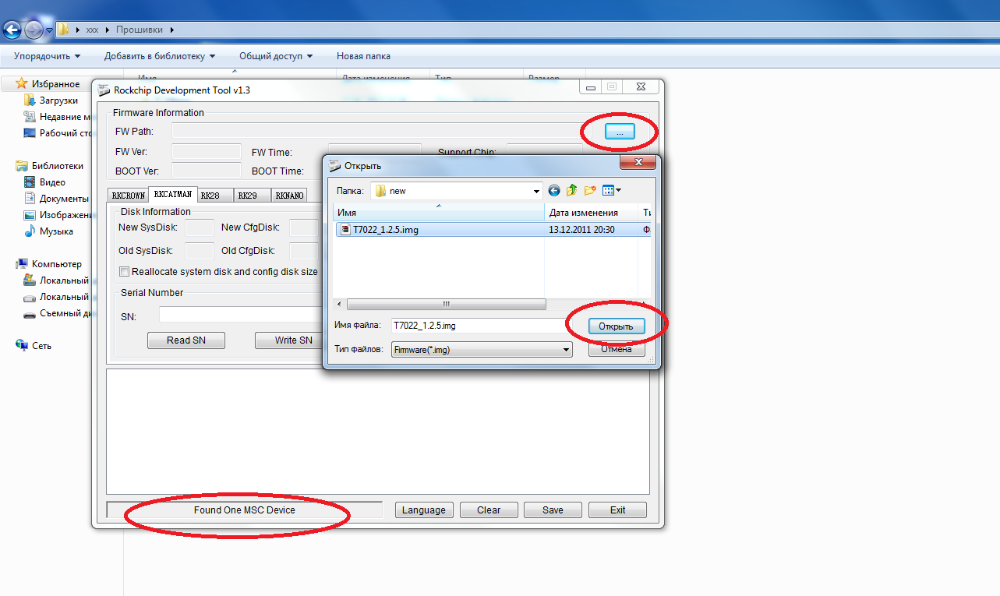 xxx Прошивки
Упорядочить Добавить в библиотеку Общий доступ Новая папка
Имя Дата изменения Тип Размер
Избранное
Загрузки
Недавние м
Рабочий сто
Библиотеки
Видео
Документы
Изображени
Музыка
Компьютер
Локальный
Локальный
Съемный ди
Сеть
Rockchip Development Tool v1.3
Firmware Information
FW Path: ...
FW Ver: FW Time: Support Chip:
BOOT Ver: BOOT Time:
RKCROWN RKCAYMAN RK28 RK29 RKNANO
Disk Information
New SysDisk: New CfgDisk:
Old SysDisk: Old CfgDisk:
Reallocate system disk and config disk size
Serial Number
SN:
Read SN Write SN
Открыть
Папка: new
Имя Дата изменения Ти
T7022_1.2.5.img 13.12.2011 20:30 Ф
Имя файла: T7022_1.2.5.img Открыть
Тип файлов: Firmware(*.img) Отмена
Found One MSC Device Language Clear Save Exit